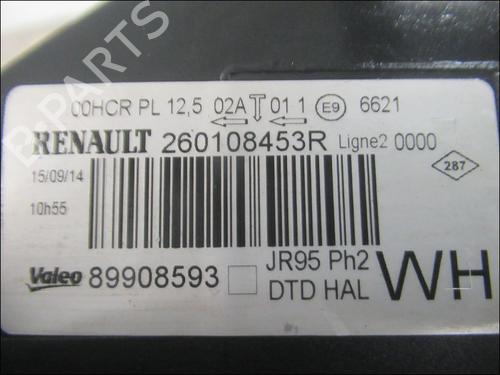 00HCR PL 12,5 02A T 01 1 E9 6621
RENAULT 260108453R Ligne2 0000
15/09/14
287
10h55
Valeo 89908593 JR95 Ph2
DTD HAL WH
B-PARTS